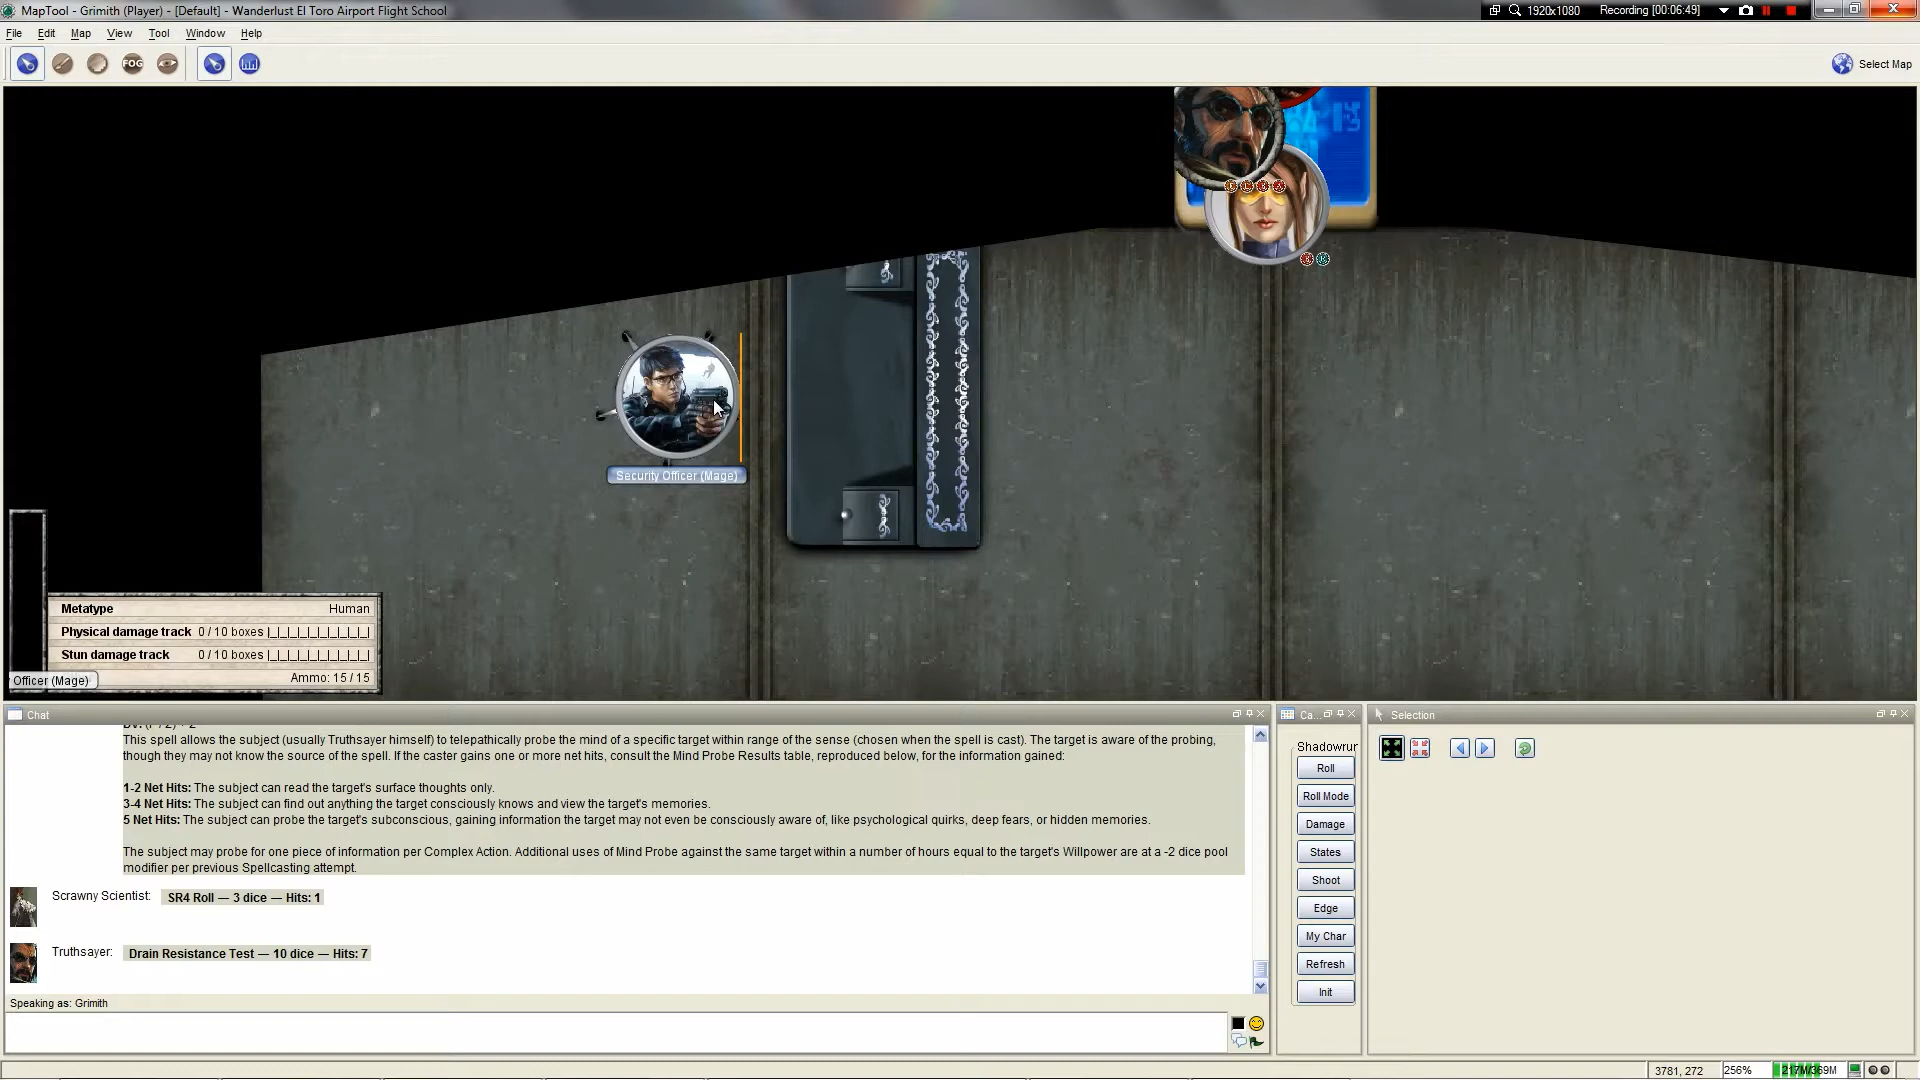 MapTool - Grimith (Player) - [Default] - Wanderlust El Toro Airport Flight School
1920x1080
Recording [00:06:49]
File Edit Map View Tool Window Help
FOG
Select Map
Security Officer (Mage)
Metatype Human
Physical damage track 0 / 10 boxes
Stun damage track 0 / 10 boxes
Ammo: 15 / 15
Officer (Mage)
Chat
Ca...
Selection
This spell allows the subject (usually Truthsayer himself) to telepathically probe the mind of a specific target within range of the sense (chosen when the spell is cast). The target is aware of the probing,
though they may not know the source of the spell. If the caster gains one or more net hits, consult the Mind Probe Results table, reproduced below, for the information gained:
1-2 Net Hits: The subject can read the target's surface thoughts only.
3-4 Net Hits: The subject can find out anything the target consciously knows and view the target's memories.
5 Net Hits: The subject can probe the target's subconscious, gaining information the target may not even be consciously aware of, like psychological quirks, deep fears, or hidden memories.
The subject may probe for one piece of information per Complex Action. Additional uses of Mind Probe against the same target within a number of hours equal to the target's Willpower are at a -2 dice pool
modifier per previous Spellcasting attempt.
Scrawny Scientist: SR4 Roll — 3 dice — Hits: 1
Truthsayer: Drain Resistance Test — 10 dice — Hits: 7
Speaking as: Grimith
Shadowrur
Roll
Roll Mode
Damage
States
Shoot
Edge
My Char
Refresh
Init
3781, 272
256%
217M/369M